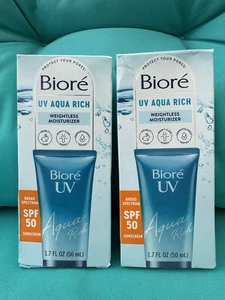 PROTECT YOUR PORES!
Bioré
UV AQUA RICH
WEIGHTLESS
MOISTURIZER
Bioré
UV
Aqua
Rich
BROAD
SPECTRUM
SPF
50
SUNSCREEN
1.7 FL OZ (50 mL)
PROTECT YOUR PORES!
Bioré
UV AQUA RICH
WEIGHTLESS
MOISTURIZER
Bioré
UV
Aqua
Rich
BROAD
SPECTRUM
SPF
50
SUNSCREEN
1.7 FL OZ (50 mL)